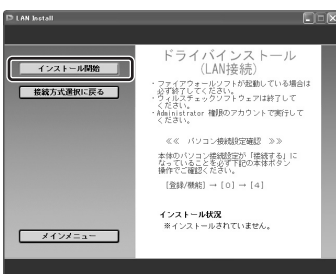 LAN Install
インストール開始
接続方式選択に戻る
メインメニュー
ドライバインストール
(LAN接続)
・ファイアウォールソフトが起動している場合は
必ず終了してください。
・ウィルスチェックソフトウェアは終了して
ください。
・Administrator 権限のアカウントで実行して
ください。
≪≪ パソコン接続設定確認 ≫≫
本体のパソコン接続設定が「接続する」に
なっていることを必ず下記の本体ボタン
操作でご確認ください。
[登録/機能] → [0] → [4]
インストール状況
※インストールされていません。